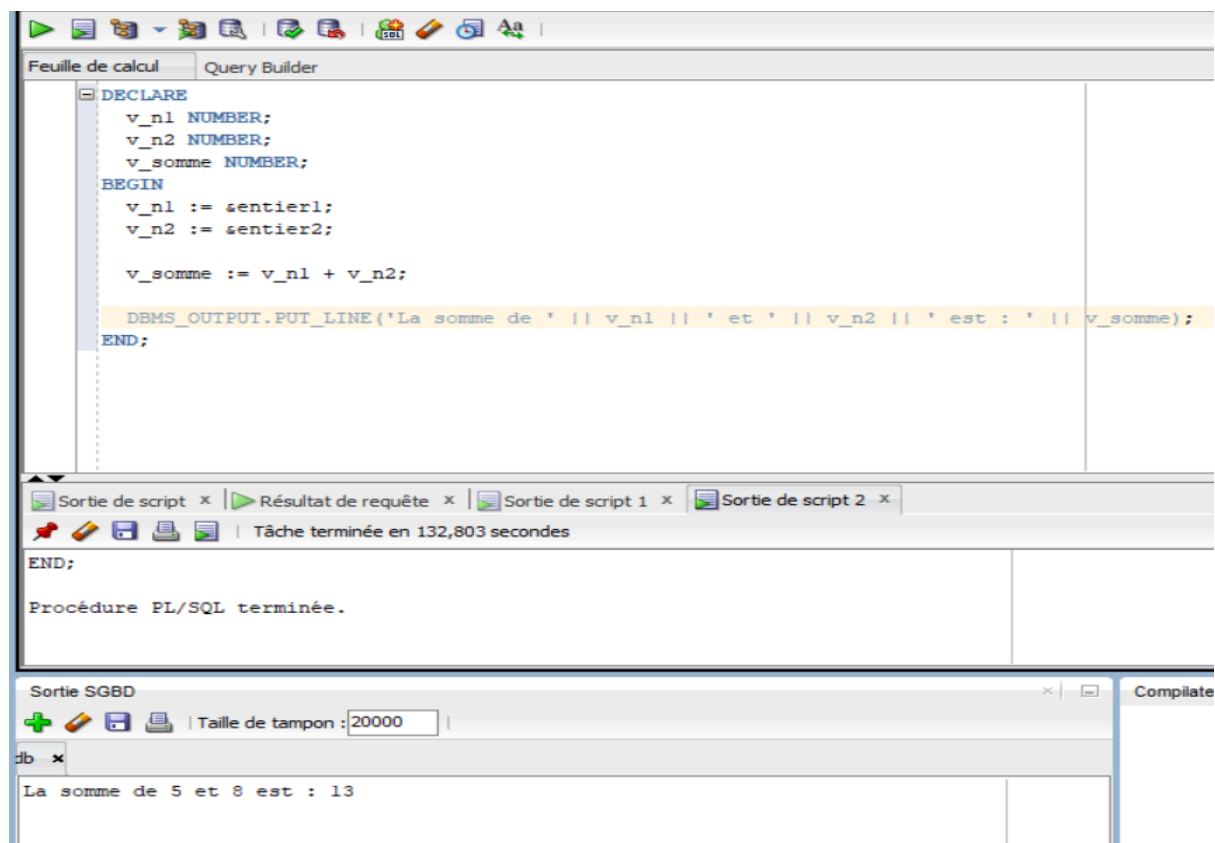 SQL Aa
Feuille de calcul Query Builder
DECLARE
v_n1 NUMBER;
v_n2 NUMBER;
v_somme NUMBER;
BEGIN
v_n1 := &entier1;
v_n2 := &entier2;
v_somme := v_n1 + v_n2;
DBMS_OUTPUT.PUT_LINE('La somme de ' || v_n1 || ' et ' || v_n2 || ' est : ' || v_somme);
END;
Sortie de script x Résultat de requête x Sortie de script 1 x Sortie de script 2 x
Tâche terminée en 132,803 secondes
END;
Procédure PL/SQL terminée.
Sortie SGBD Compilate
Taille de tampon : 20000
db x
La somme de 5 et 8 est : 13